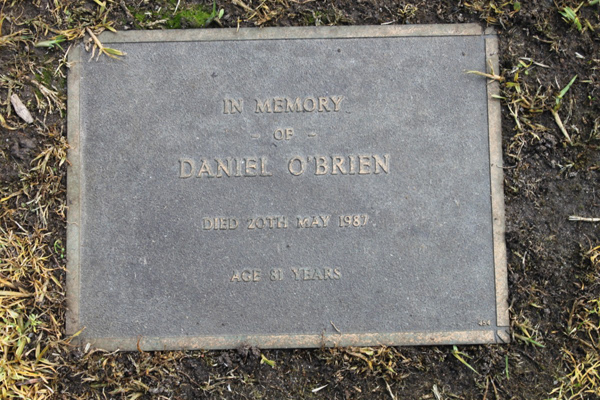 IN MEMORY
- OF -
DANIEL O'BRIEN
DIED 20TH MAY 1987
AGE 81 YEARS